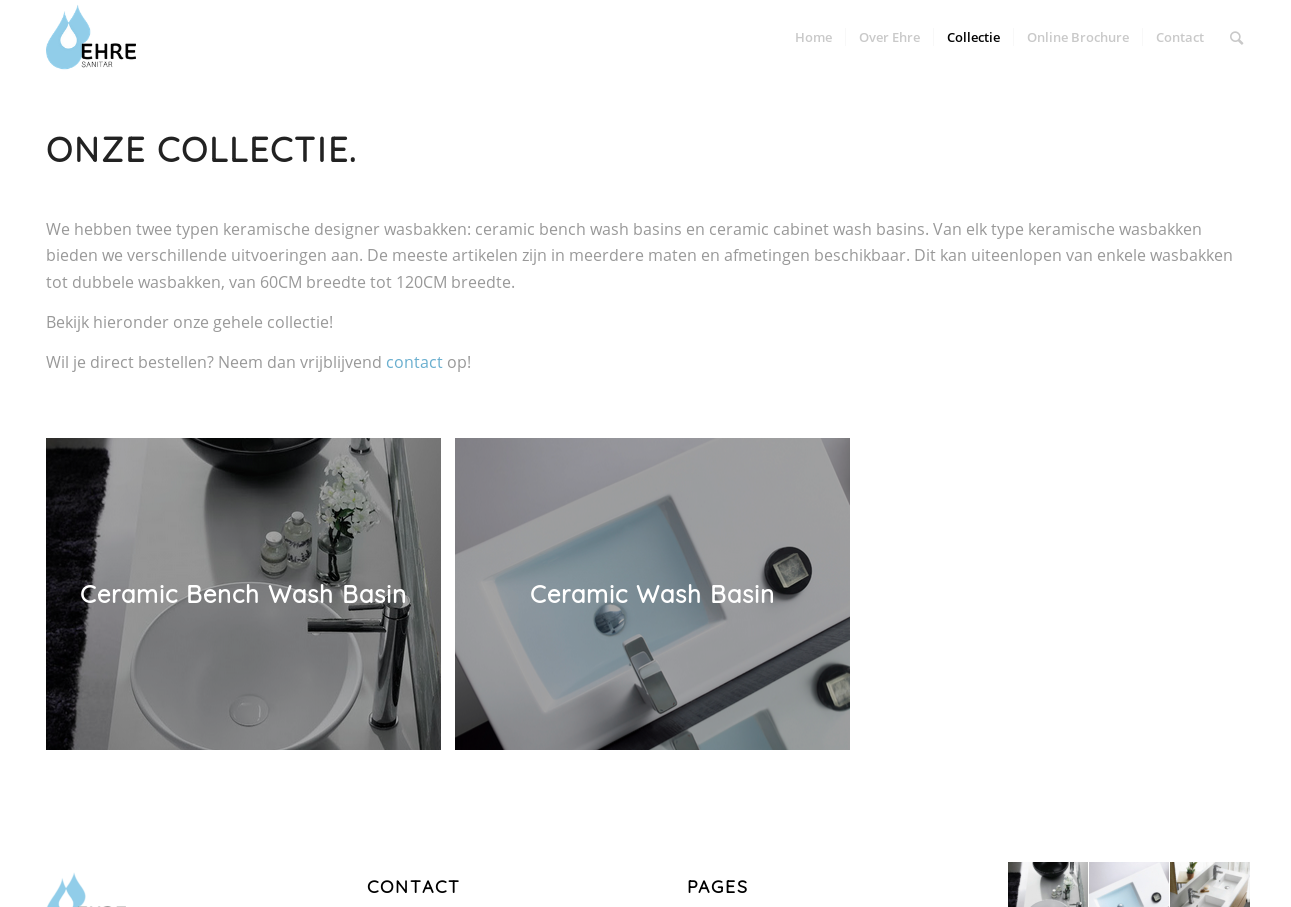 EHRE
SANITAR
Home
Over Ehre
Collectie
Online Brochure
Contact
ONZE COLLECTIE.
We hebben twee typen keramische designer wasbakken: ceramic bench wash basins en ceramic cabinet wash basins. Van elk type keramische wasbakken
bieden we verschillende uitvoeringen aan. De meeste artikelen zijn in meerdere maten en afmetingen beschikbaar. Dit kan uiteenlopen van enkele wasbakken
tot dubbele wasbakken, van 60CM breedte tot 120CM breedte.
Bekijk hieronder onze gehele collectie!
Wil je direct bestellen? Neem dan vrijblijvend contact op!
Ceramic Bench Wash Basin
Ceramic Wash Basin
CONTACT
PAGES